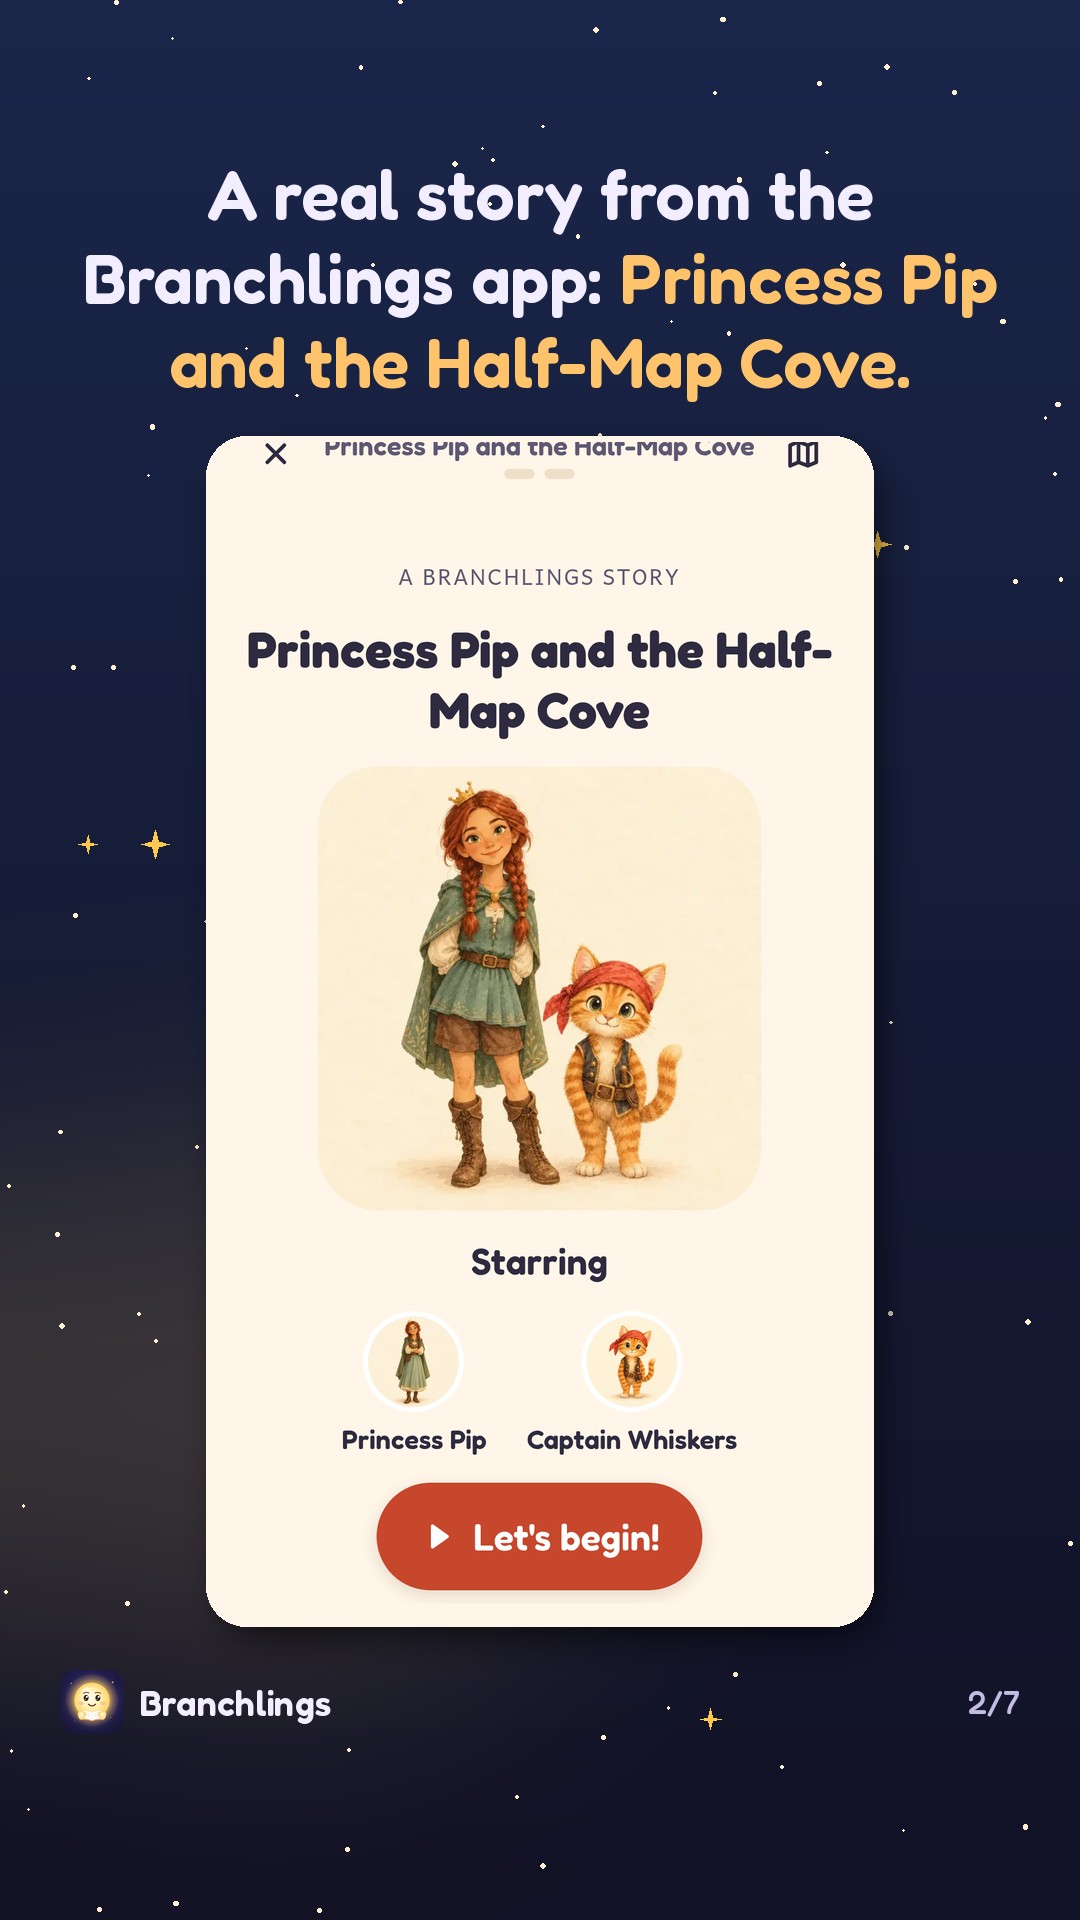 A real story from the
Branchlings app: Princess Pip
and the Half-Map Cove.
Princess Pip and the Half-Map Cove
A BRANCHLINGS STORY
Princess Pip and the Half-
Map Cove
Starring
Princess Pip
Captain Whiskers
Let's begin!
Branchlings
2/7